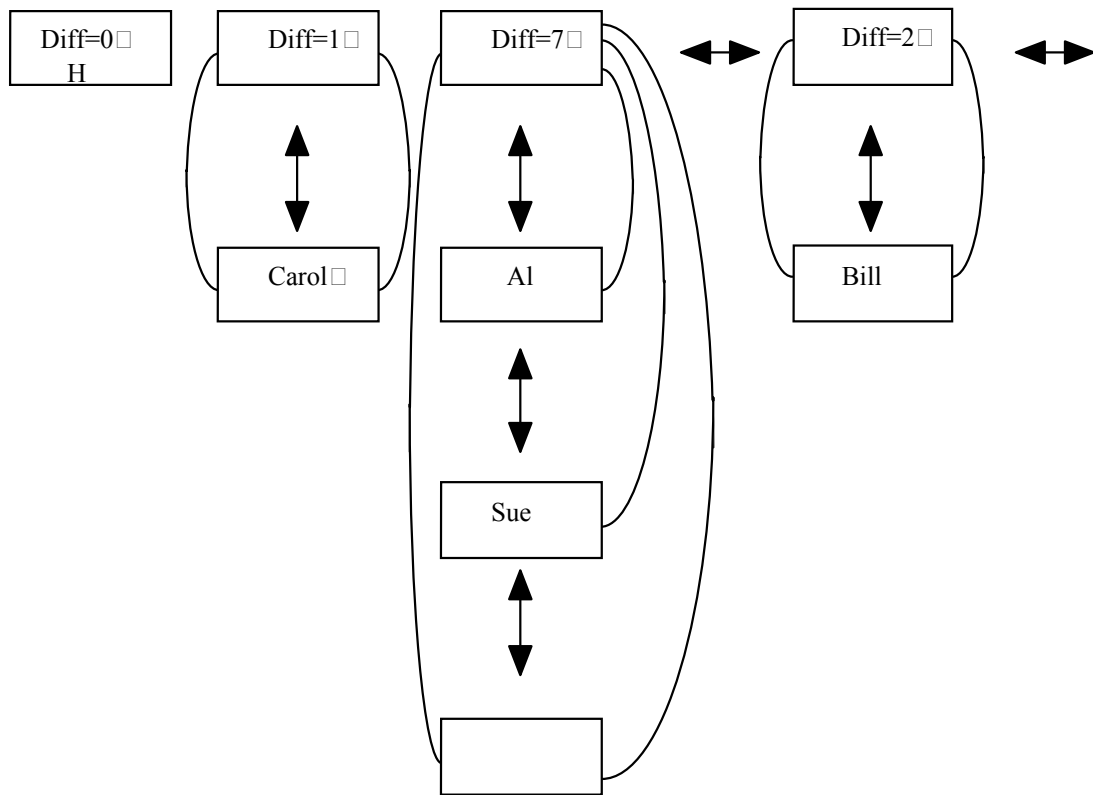 Diff=0□
H
Diff=1□
Diff=7□
Diff=2□
Carol□
Al
Bill
Sue